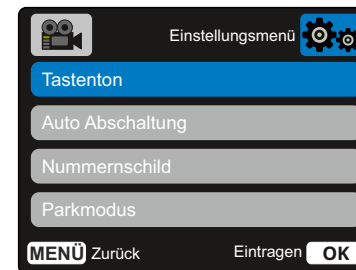 Einstellungsmenü
Tastenton
Auto Abschaltung
Nummernschild
Parkmodus
MENÜ Zurück Eintragen OK